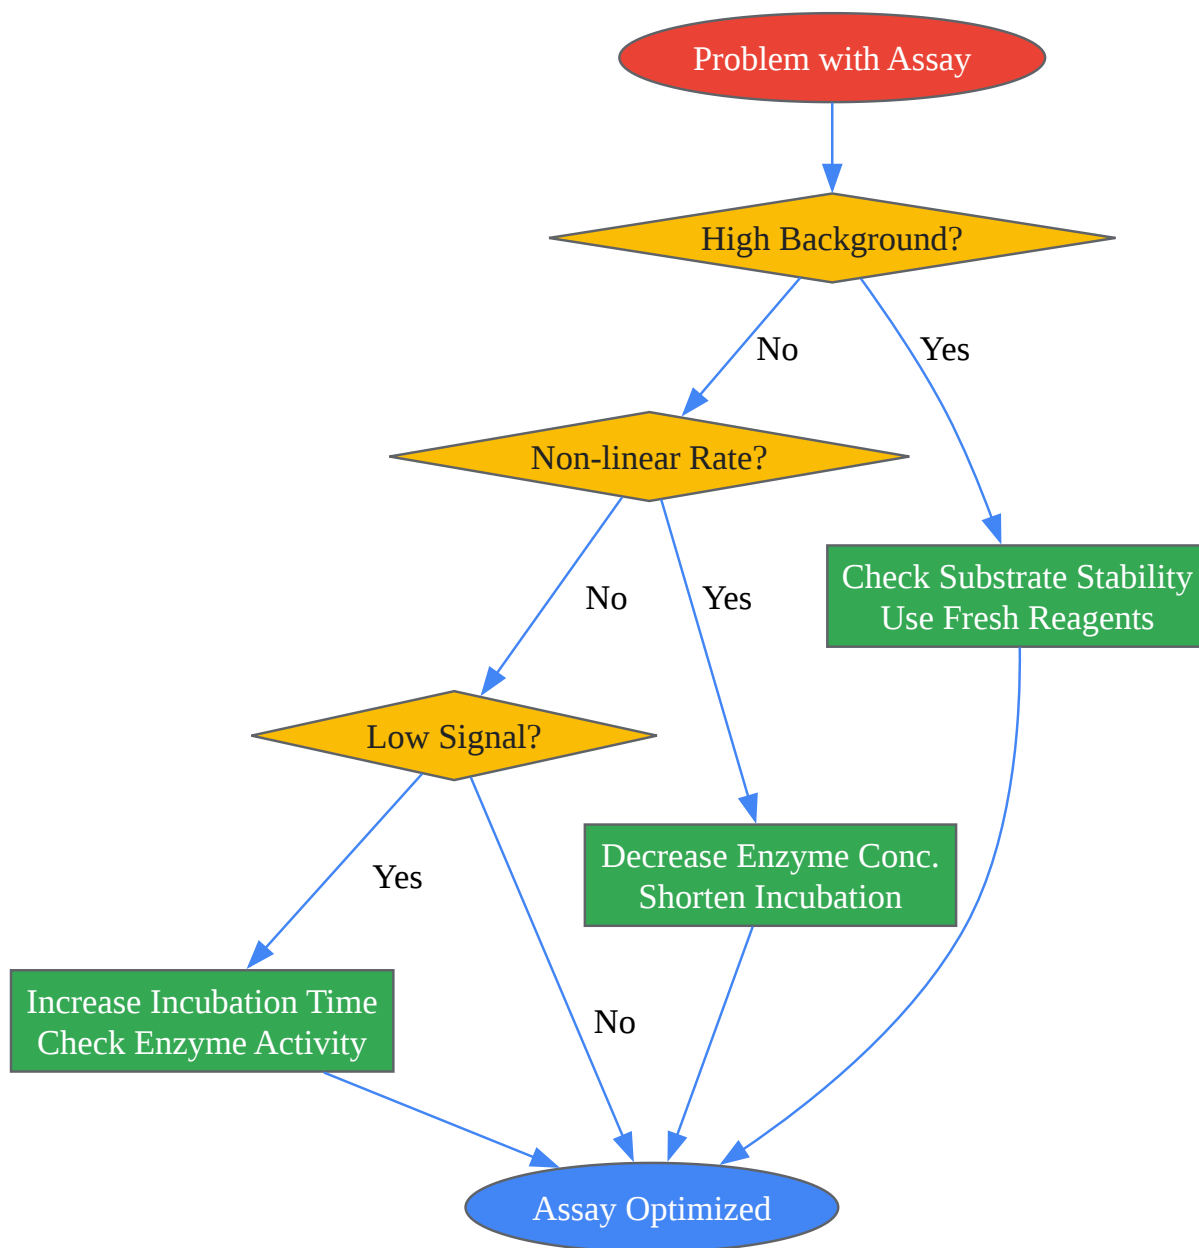 Problem with Assay
High Background?
No
Yes
Non-linear Rate?
No
Yes
Check Substrate Stability
Use Fresh Reagents
Low Signal?
Yes
No
Decrease Enzyme Conc.
Shorten Incubation
Increase Incubation Time
Check Enzyme Activity
Assay Optimized